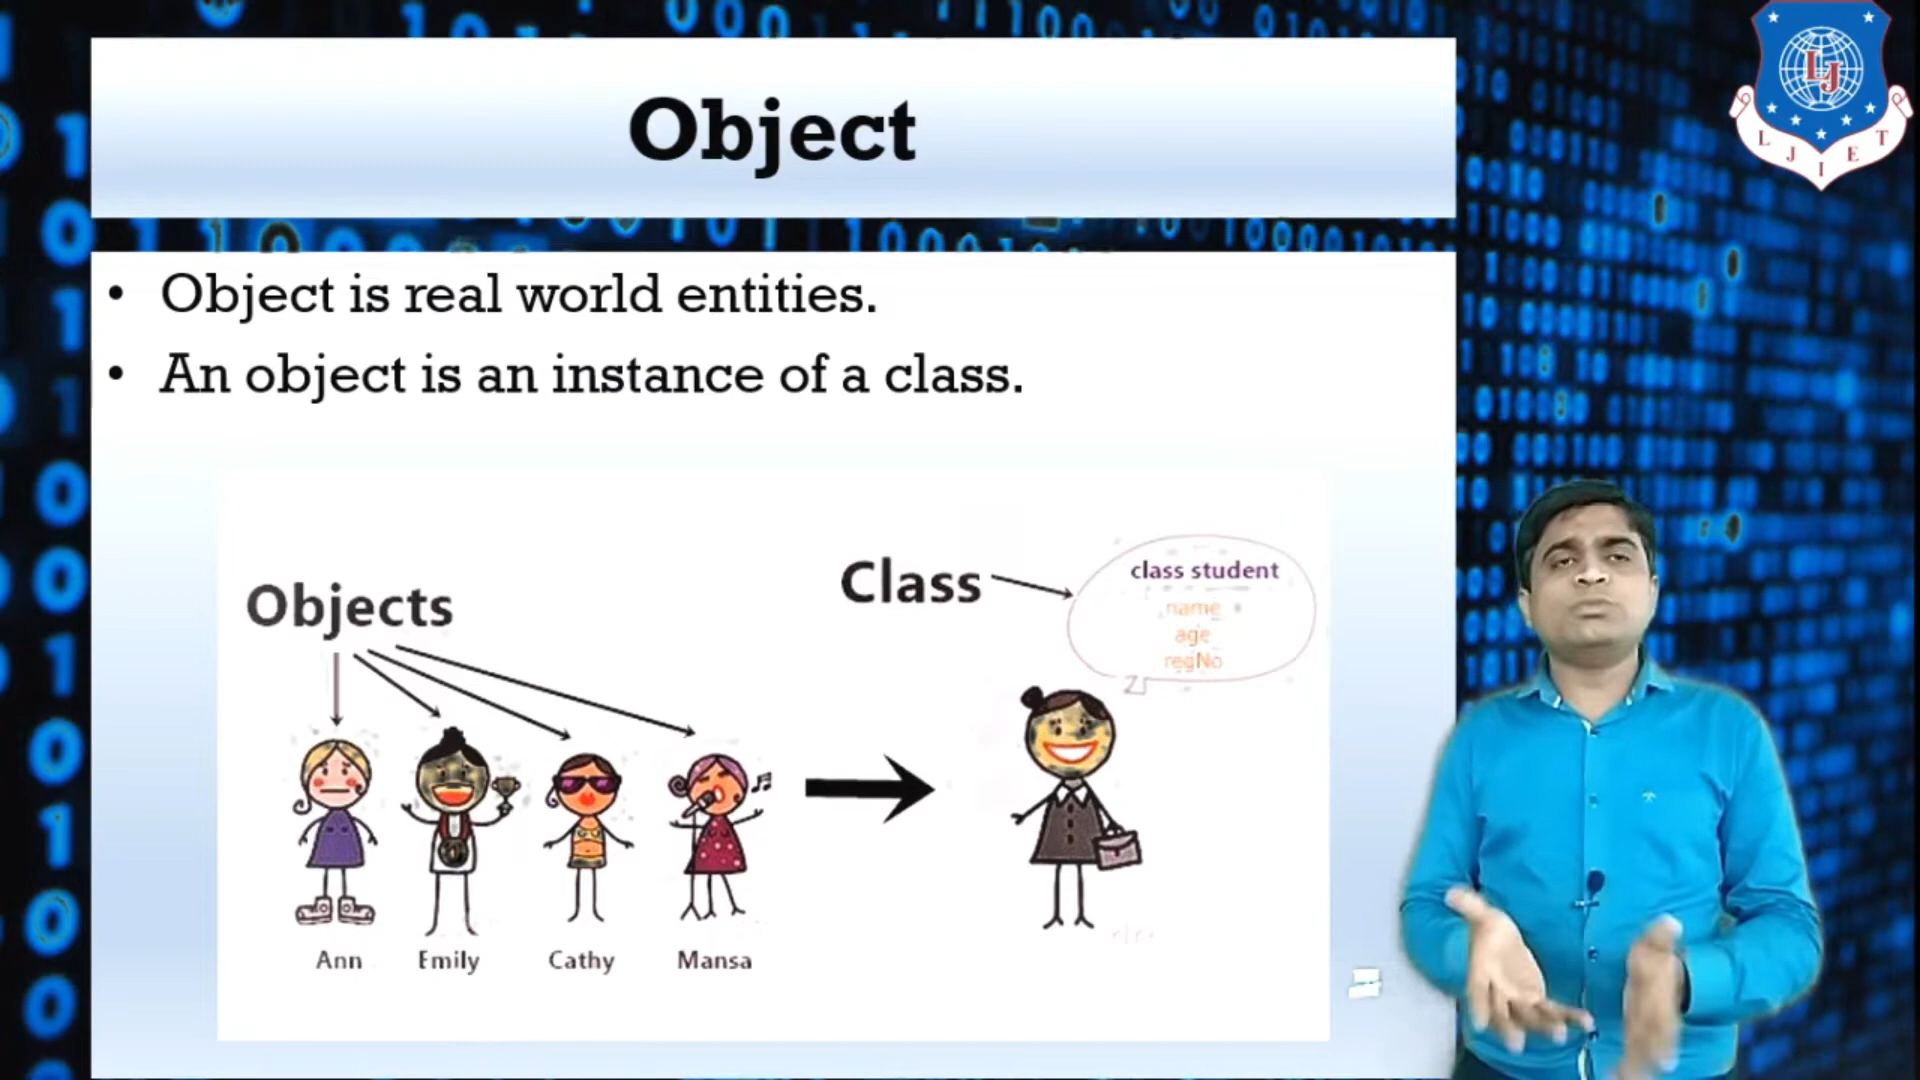 Object
• Object is real world entities.
• An object is an instance of a class.
Objects
Class
class student
name
age
regNo
Ann
Emily
Cathy
Mansa
LJ
L J I E T